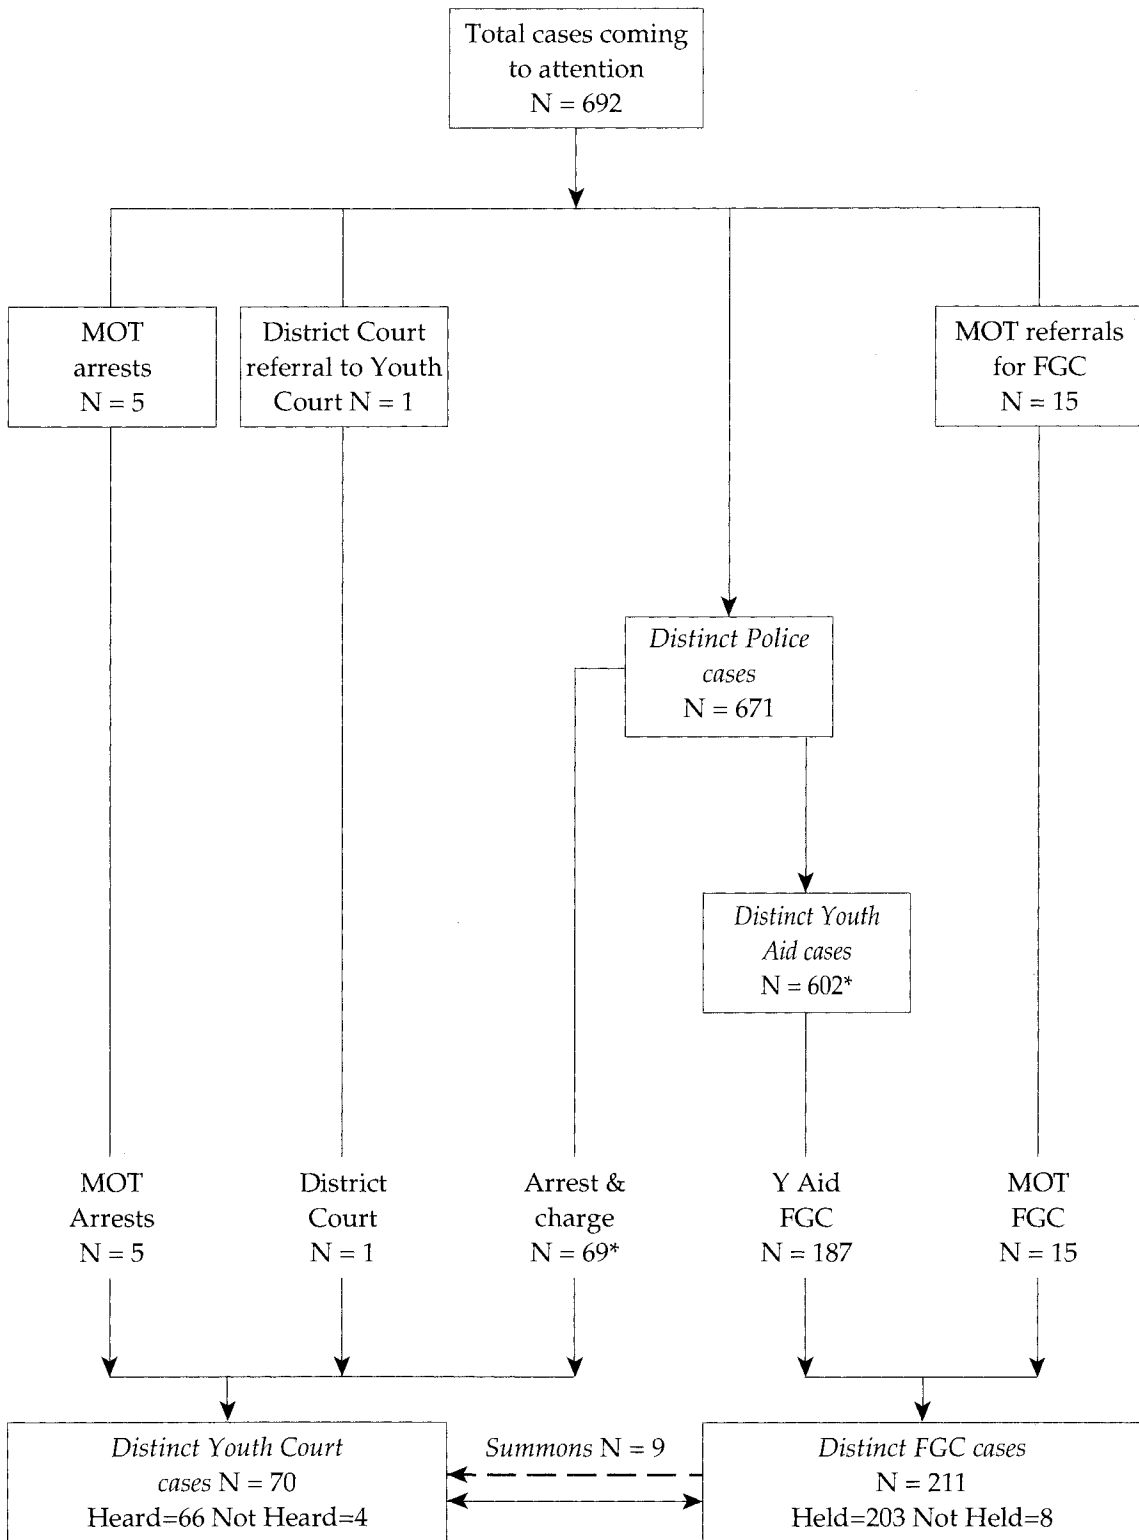 Total cases coming
to attention
N = 692
MOT
arrests
N = 5
District Court
referral to Youth
Court N = 1
MOT referrals
for FGC
N = 15
Distinct Police
cases
N = 671
Distinct Youth
Aid cases
N = 602*
MOT
Arrests
N = 5
District
Court
N = 1
Arrest &
charge
N = 69*
Y Aid
FGC
N = 187
MOT
FGC
N = 15
Distinct Youth Court
cases N = 70
Heard=66 Not Heard=4
Summons N = 9
Distinct FGC cases
N = 211
Held=203 Not Held=8